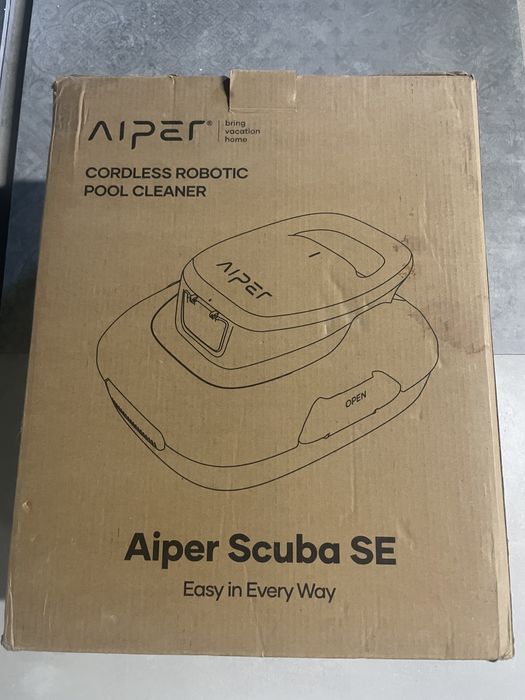 AIPER® | bring
vacation
home
CORDLESS ROBOTIC
POOL CLEANER
AIPER
OPEN
Aiper Scuba SE
Easy in Every Way